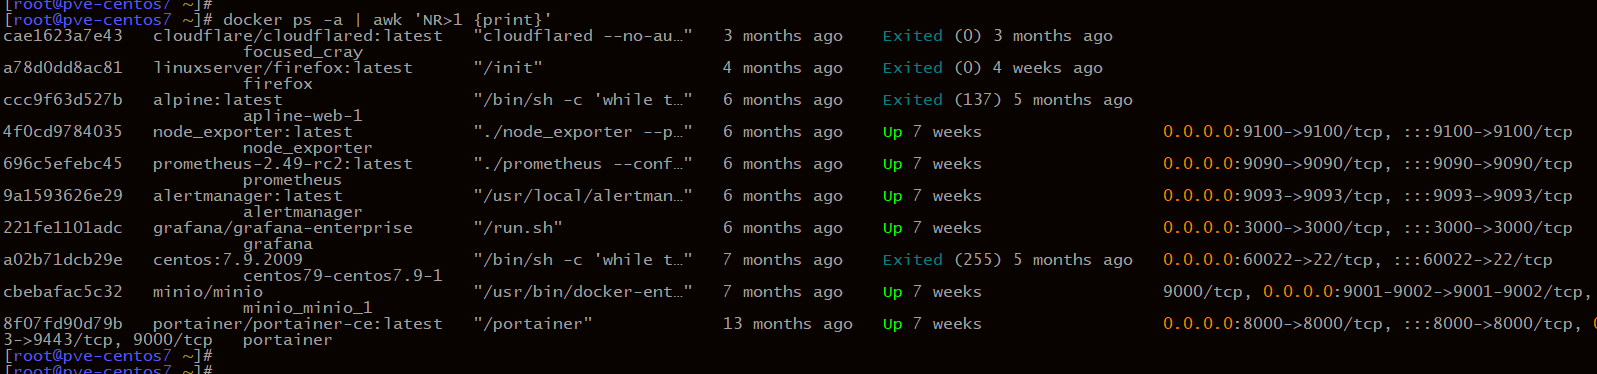 [root@pve-centos7 ~]#
[root@pve-centos7 ~]# docker ps -a | awk 'NR>1 {print}'
cae1623a7e43   cloudflare/cloudflared:latest   "cloudflared --no-au…"   3 months ago    Exited (0) 3 months ago
focused_cray
a78d0dd8ac81   linuxserver/firefox:latest      "/init"                  4 months ago    Exited (0) 4 weeks ago
firefox
ccc9f63d527b   alpine:latest                   "/bin/sh -c 'while t…"   6 months ago    Exited (137) 5 months ago
apline-web-1
4f0cd9784035   node_exporter:latest            "./node_exporter --p…"   6 months ago    Up 7 weeks                  0.0.0.0:9100->9100/tcp, :::9100->9100/tcp
node_exporter
696c5efebc45   prometheus-2.49-rc2:latest      "./prometheus --conf…"   6 months ago    Up 7 weeks                  0.0.0.0:9090->9090/tcp, :::9090->9090/tcp
prometheus
9a1593626e29   alertmanager:latest             "/usr/local/alertman…"   6 months ago    Up 7 weeks                  0.0.0.0:9093->9093/tcp, :::9093->9093/tcp
alertmanager
221fe1101adc   grafana/grafana-enterprise      "/run.sh"                6 months ago    Up 7 weeks                  0.0.0.0:3000->3000/tcp, :::3000->3000/tcp
grafana
a02b71dcb29e   centos:7.9.2009                 "/bin/sh -c 'while t…"   7 months ago    Exited (255) 5 months ago   0.0.0.0:60022->22/tcp, :::60022->22/tcp
centos79-centos7.9-1
cbebafac5c32   minio/minio                     "/usr/bin/docker-ent…"   7 months ago    Up 7 weeks                  9000/tcp, 0.0.0.0:9001-9002->9001-9002/tcp,
minio_minio_1
8f07fd90d79b   portainer/portainer-ce:latest   "/portainer"             13 months ago   Up 7 weeks                  0.0.0.0:8000->8000/tcp, :::8000->8000/tcp,
3->9443/tcp, 9000/tcp   portainer
[root@pve-centos7 ~]#
[root@pve-centos7 ~]#